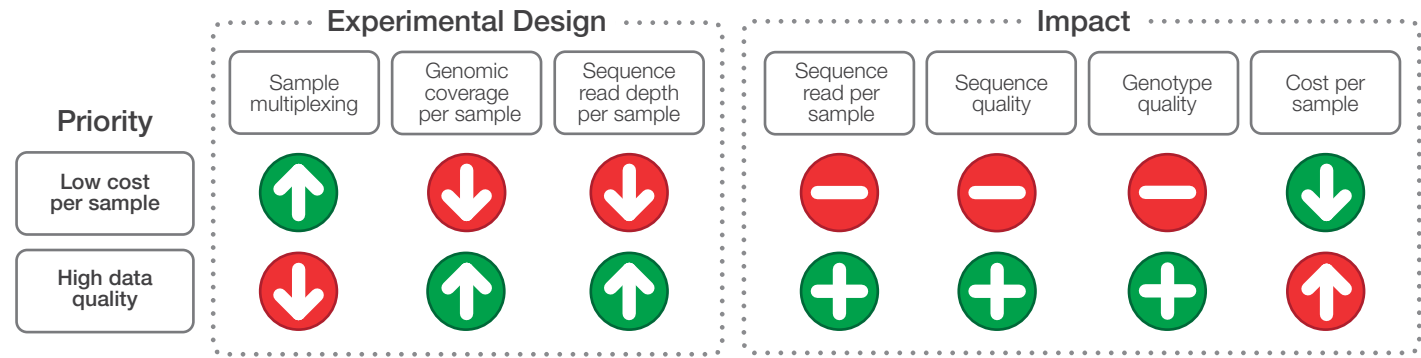 Experimental Design
Impact
Priority
Sample
multiplexing
Genomic
coverage
per sample
Sequence
read depth
per sample
Sequence
read per
sample
Sequence
quality
Genotype
quality
Cost per
sample
Low cost
per sample
High data
quality